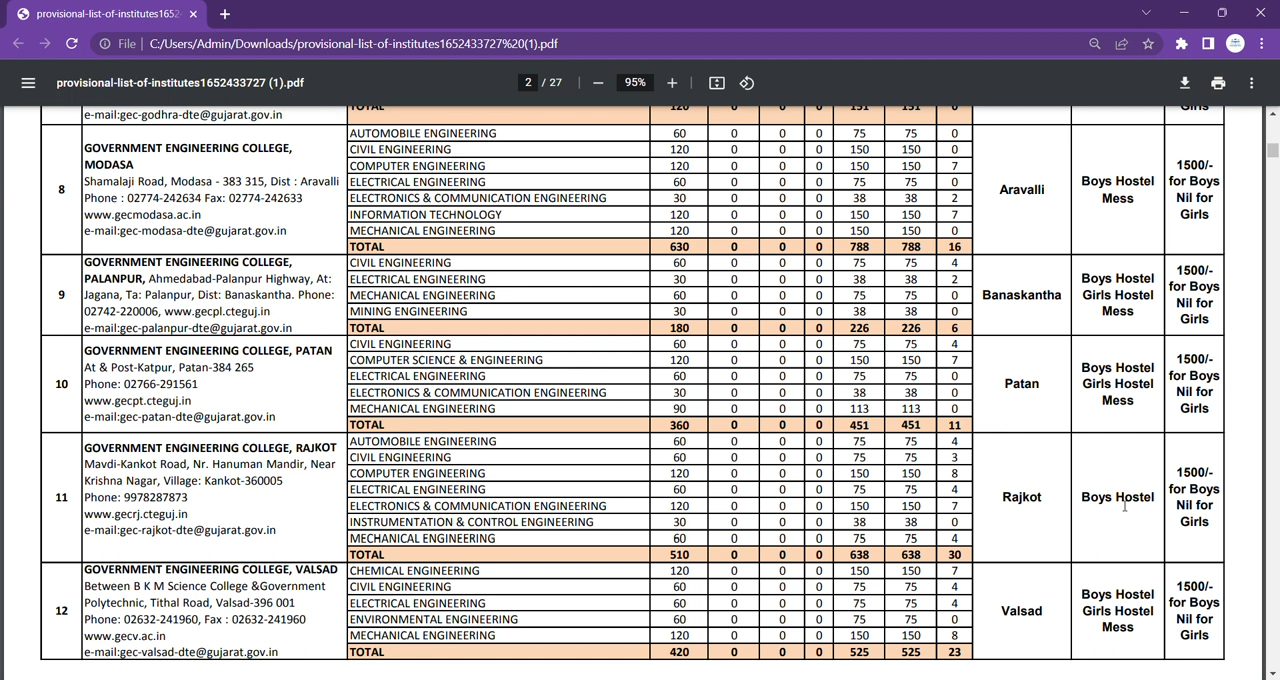 provisional-list-of-institutes1652
File C:/Users/Admin/Downloads/provisional-list-of-institutes1652433727%20(1).pdf
provisional-list-of-institutes1652433727 (1).pdf 2 / 27 95%
e-mail:gec-godhra-dte@gujarat.gov.in TOTAL 120 0 0 0 151 151 0 Girls
8
GOVERNMENT ENGINEERING COLLEGE,
MODASA
Shamalaji Road, Modasa - 383 315, Dist : Aravalli
Phone : 02774-242634 Fax: 02774-242633
www.gecmodasa.ac.in
e-mail:gec-modasa-dte@gujarat.gov.in
AUTOMOBILE ENGINEERING 60 0 0 0 75 75 0
CIVIL ENGINEERING 120 0 0 0 150 150 0
COMPUTER ENGINEERING 120 0 0 0 150 150 7
ELECTRICAL ENGINEERING 60 0 0 0 75 75 0
ELECTRONICS & COMMUNICATION ENGINEERING 30 0 0 0 38 38 2
INFORMATION TECHNOLOGY 120 0 0 0 150 150 7
MECHANICAL ENGINEERING 120 0 0 0 150 150 0
TOTAL 630 0 0 0 788 788 16
Aravalli
Boys Hostel
Mess
1500/-
for Boys
Nil for
Girls
9
GOVERNMENT ENGINEERING COLLEGE,
PALANPUR, Ahmedabad-Palanpur Highway, At:
Jagana, Ta: Palanpur, Dist: Banaskantha. Phone:
02742-220006, www.gecpl.cteguj.in
e-mail:gec-palanpur-dte@gujarat.gov.in
CIVIL ENGINEERING 60 0 0 0 75 75 4
ELECTRICAL ENGINEERING 30 0 0 0 38 38 2
MECHANICAL ENGINEERING 60 0 0 0 75 75 0
MINING ENGINEERING 30 0 0 0 38 38 0
TOTAL 180 0 0 0 226 226 6
Banaskantha
Boys Hostel
Girls Hostel
Mess
1500/-
for Boys
Nil for
Girls
10
GOVERNMENT ENGINEERING COLLEGE, PATAN
At & Post-Katpur, Patan-384 265
Phone: 02766-291561
www.gecpt.cteguj.in
e-mail:gec-patan-dte@gujarat.gov.in
CIVIL ENGINEERING 60 0 0 0 75 75 4
COMPUTER SCIENCE & ENGINEERING 120 0 0 0 150 150 7
ELECTRICAL ENGINEERING 60 0 0 0 75 75 0
ELECTRONICS & COMMUNICATION ENGINEERING 30 0 0 0 38 38 0
MECHANICAL ENGINEERING 90 0 0 0 113 113 0
TOTAL 360 0 0 0 451 451 11
Patan
Boys Hostel
Girls Hostel
Mess
1500/-
for Boys
Nil for
Girls
11
GOVERNMENT ENGINEERING COLLEGE, RAJKOT
Mavdi-Kankot Road, Nr. Hanuman Mandir, Near
Krishna Nagar, Village: Kankot-360005
Phone: 9978287873
www.gecrj.cteguj.in
e-mail:gec-rajkot-dte@gujarat.gov.in
AUTOMOBILE ENGINEERING 60 0 0 0 75 75 4
CIVIL ENGINEERING 60 0 0 0 75 75 3
COMPUTER ENGINEERING 120 0 0 0 150 150 8
ELECTRICAL ENGINEERING 60 0 0 0 75 75 4
ELECTRONICS & COMMUNICATION ENGINEERING 120 0 0 0 150 150 7
INSTRUMENTATION & CONTROL ENGINEERING 30 0 0 0 38 38 0
MECHANICAL ENGINEERING 60 0 0 0 75 75 4
TOTAL 510 0 0 0 638 638 30
Rajkot
Boys Hostel
1500/-
for Boys
Nil for
Girls
12
GOVERNMENT ENGINEERING COLLEGE, VALSAD
Between B K M Science College &Government
Polytechnic, Tithal Road, Valsad-396 001
Phone: 02632-241960, Fax : 02632-241960
www.gecv.ac.in
e-mail:gec-valsad-dte@gujarat.gov.in
CHEMICAL ENGINEERING 120 0 0 0 150 150 7
CIVIL ENGINEERING 60 0 0 0 75 75 4
ELECTRICAL ENGINEERING 60 0 0 0 75 75 4
ENVIRONMENTAL ENGINEERING 60 0 0 0 75 75 0
MECHANICAL ENGINEERING 120 0 0 0 150 150 8
TOTAL 420 0 0 0 525 525 23
Valsad
Boys Hostel
Girls Hostel
Mess
1500/-
for Boys
Nil for
Girls